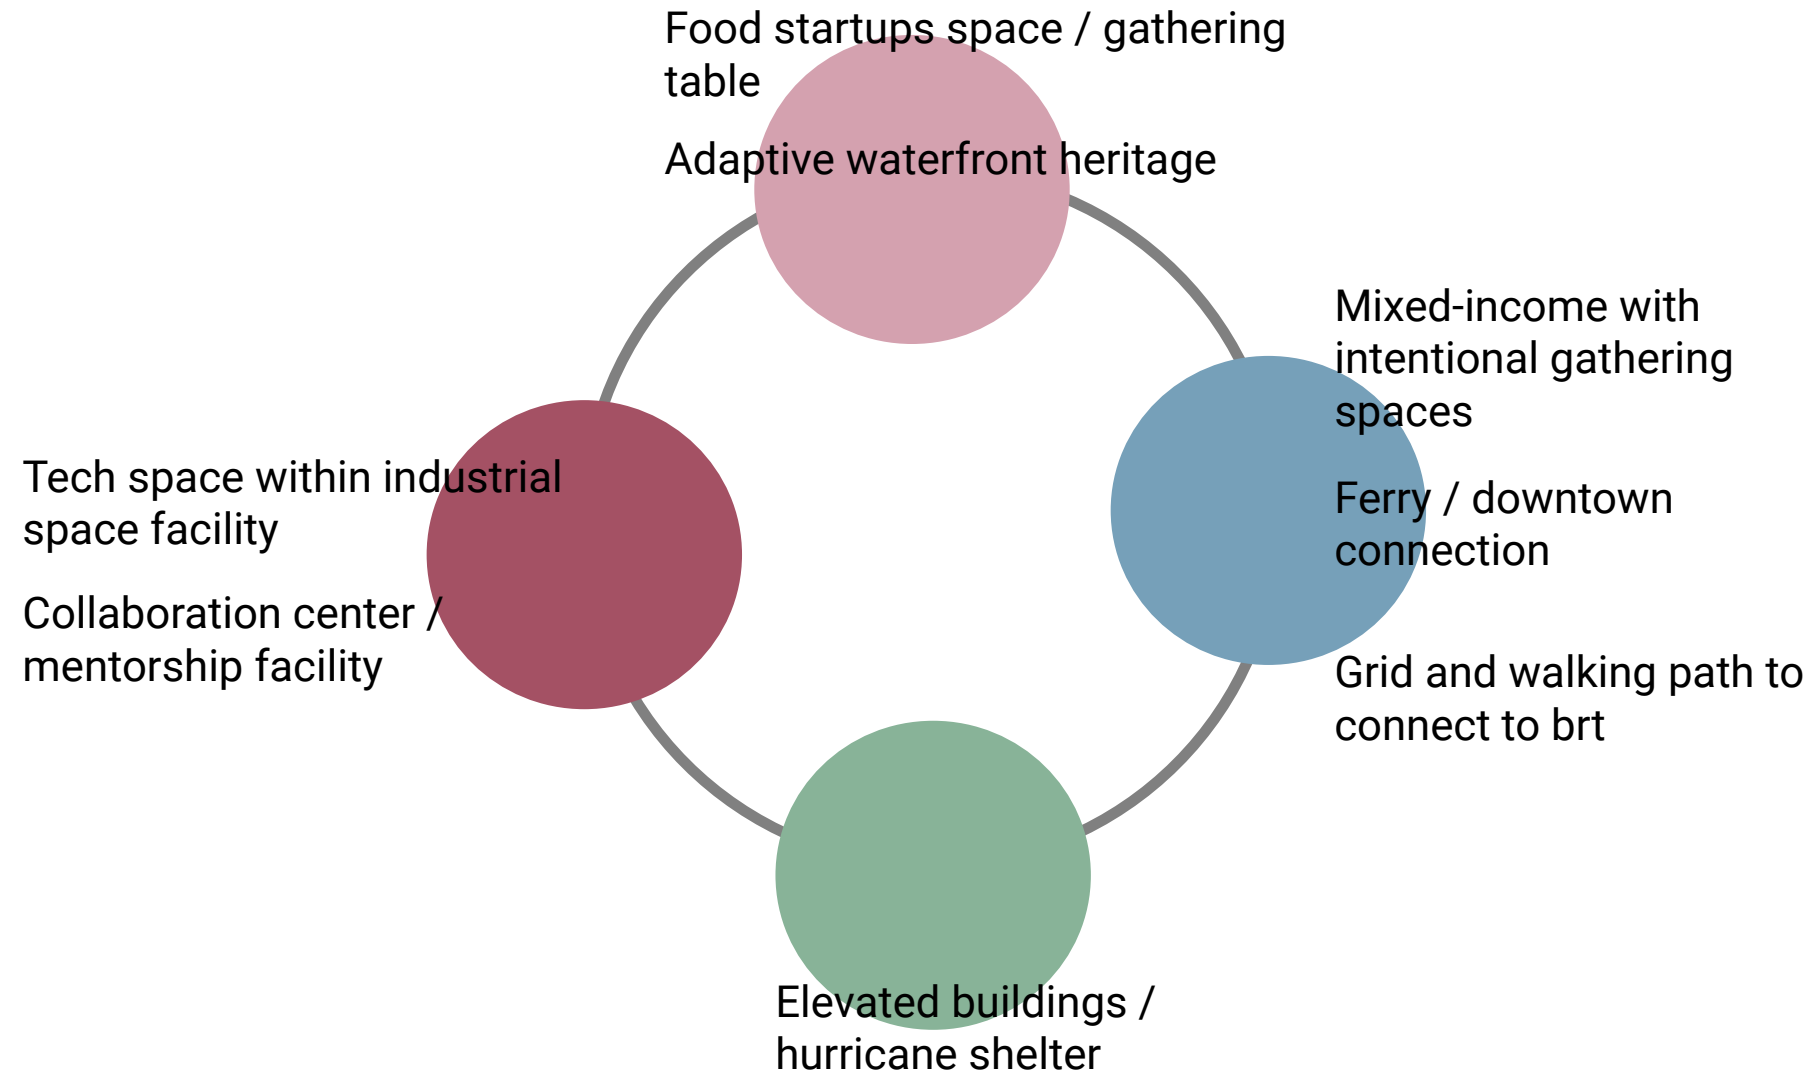 Food startups space / gathering
table
Adaptive waterfront heritage
Mixed-income with
intentional gathering
spaces
Ferry / downtown
connection
Grid and walking path to
connect to brt
Tech space within industrial
space facility
Collaboration center /
mentorship facility
Elevated buildings /
hurricane shelter